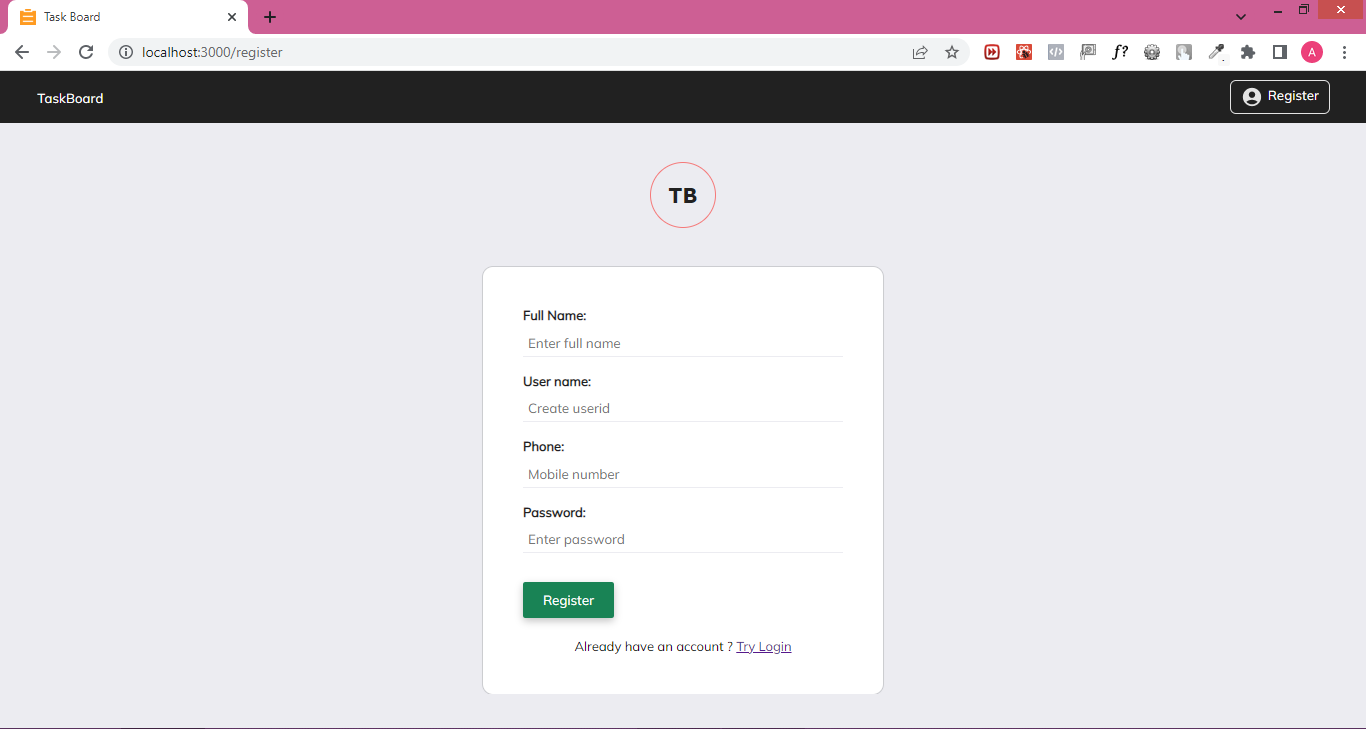 Task Board
localhost:3000/register
f?
A
TaskBoard
Register
TB
Full Name:
Enter full name
User name:
Create userid
Phone:
Mobile number
Password:
Enter password
Register
Already have an account ? Try Login